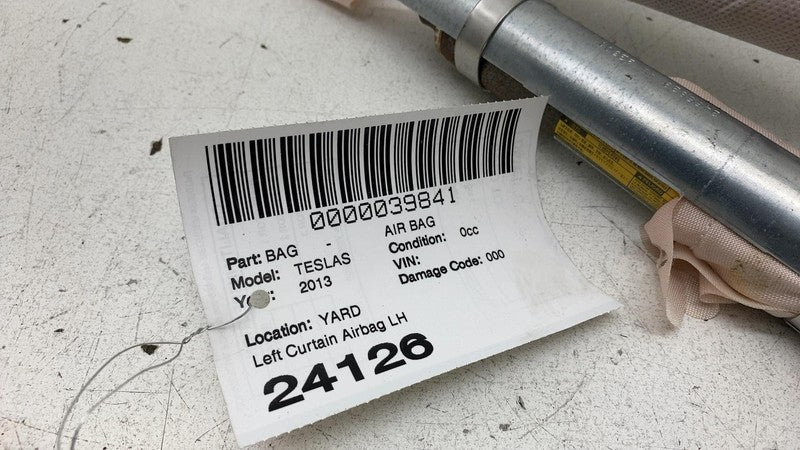 0000039841
Part: BAG - AIR BAG
Model: TESLAS Condition: 0cc
2013 VIN:
Damage Code: 000
Location: YARD
Left Curtain Airbag LH
24126